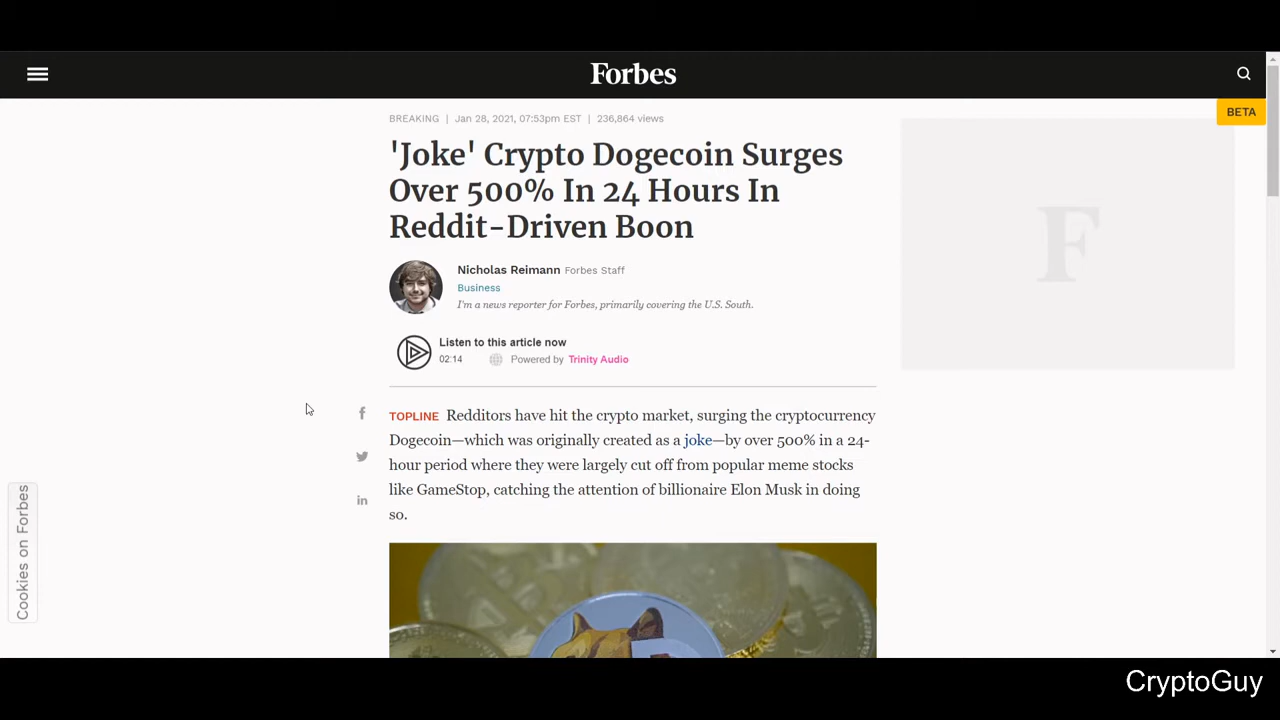 Forbes
BETA
BREAKING | Jan 28, 2021, 07:53pm EST | 236,864 views
'Joke' Crypto Dogecoin Surges
Over 500% In 24 Hours In
Reddit-Driven Boon
Nicholas Reimann Forbes Staff
Business
I'm a news reporter for Forbes, primarily covering the U.S. South.
F
Listen to this article now
02:14 Powered by Trinity Audio
TOPLINE Redditors have hit the crypto market, surging the cryptocurrency
Dogecoin—which was originally created as a joke—by over 500% in a 24-
hour period where they were largely cut off from popular meme stocks
like GameStop, catching the attention of billionaire Elon Musk in doing
so.
Cookies on Forbes
CryptoGuy